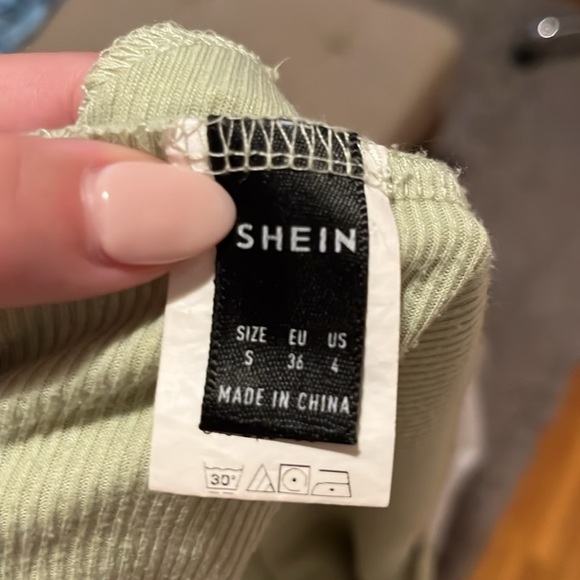 SHEIN
SIZE EU US
S 36 4
MADE IN CHINA
30°